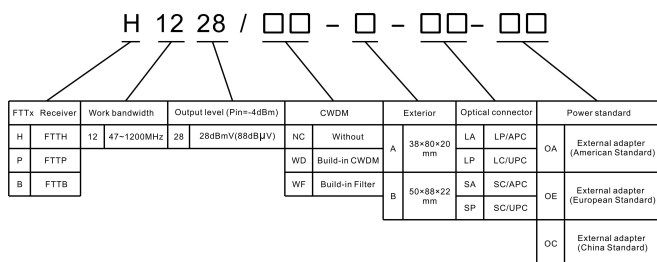 H 12 28 / □□ – □ – □□ – □□
FTTx Receiver Work bandwidth Output level (Pin=-4dBm) CWDM Exterior Optical connector Power standard
H FTTH 12 47~1200MHz 28 28dBmV(88dBμV) NC Without A 38×80×20 mm LA LP/APC OA External adapter (American Standard)
P FTTP WD Build-in CWDM LP LC/UPC
B FTTB WF Build-in Filter B 50×88×22 mm SA SC/APC OE External adapter (European Standard)
SP SC/UPC
OC External adapter (China Standard)